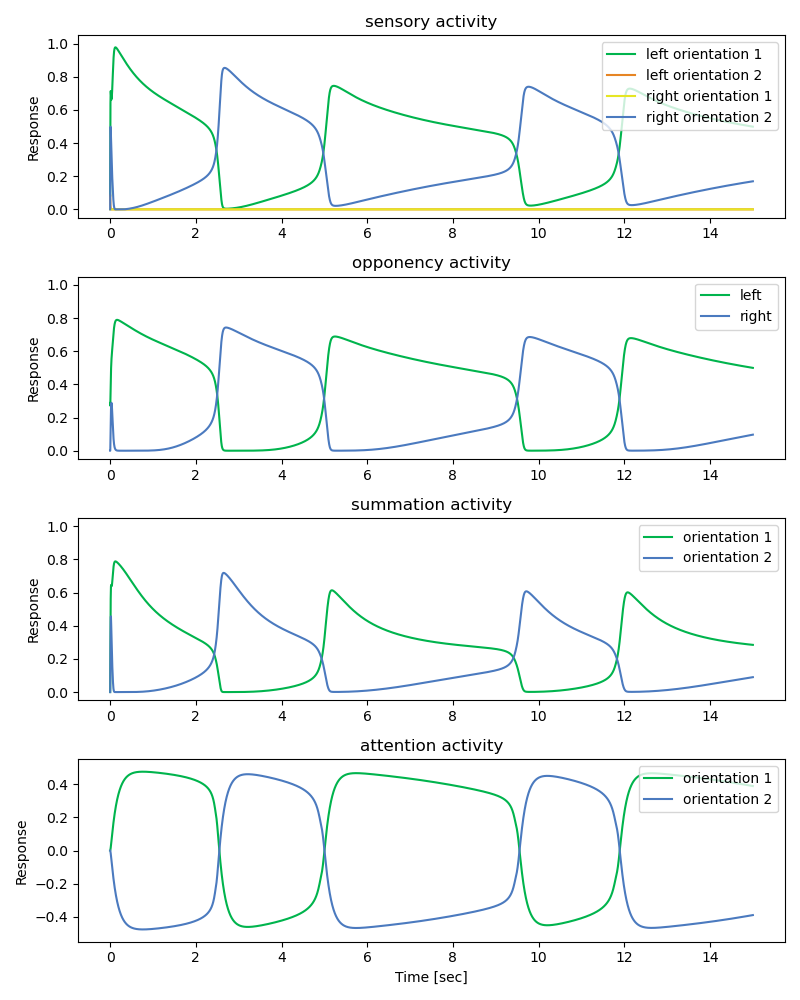 sensory activity
1.0
0.8
0.6
0.4
0.2
0.0
Response
left orientation 1
left orientation 2
right orientation 1
right orientation 2
0 2 4 6 8 10 12 14
opponency activity
1.0
0.8
0.6
0.4
0.2
0.0
Response
left
right
0 2 4 6 8 10 12 14
summation activity
1.0
0.8
0.6
0.4
0.2
0.0
Response
orientation 1
orientation 2
0 2 4 6 8 10 12 14
attention activity
0.4
0.2
0.0
−0.2
−0.4
Response
orientation 1
orientation 2
0 2 4 6 8 10 12 14
Time [sec]